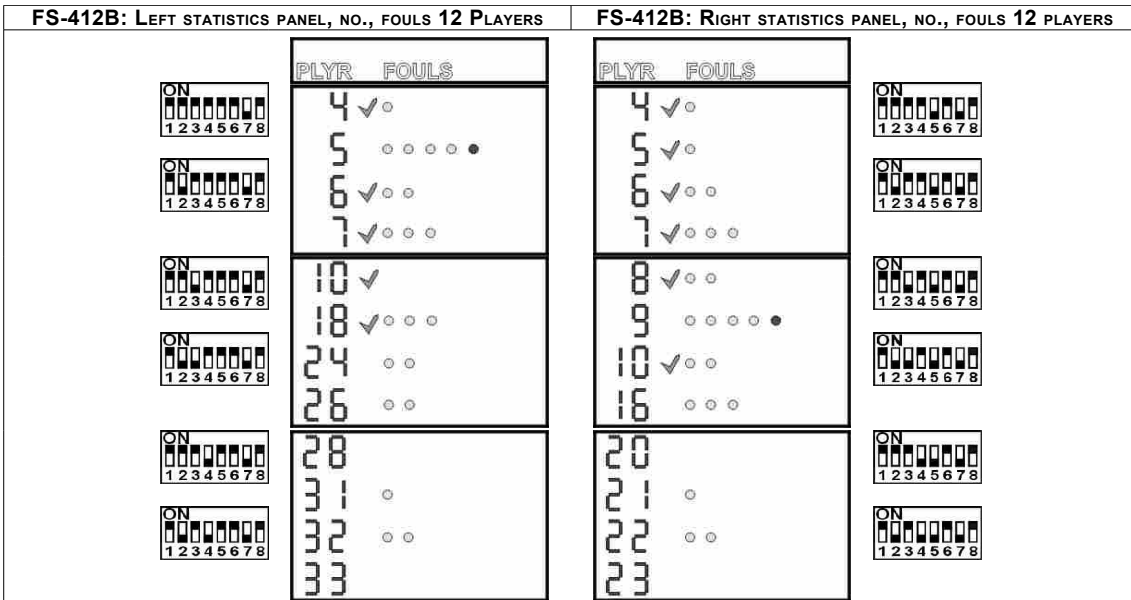 FS-412B: LEFT STATISTICS PANEL, NO., FOULS 12 PLAYERS
FS-412B: RIGHT STATISTICS PANEL, NO., FOULS 12 PLAYERS
PLYR FOULS
PLYR FOULS
ON
12345678
4
4
ON
12345678
5
5
ON
12345678
6
6
ON
12345678
7
7
ON
12345678
10
8
ON
12345678
18
9
ON
12345678
24
10
ON
12345678
26
16
ON
12345678
28
20
ON
12345678
31
21
ON
12345678
32
22
ON
12345678
33
23